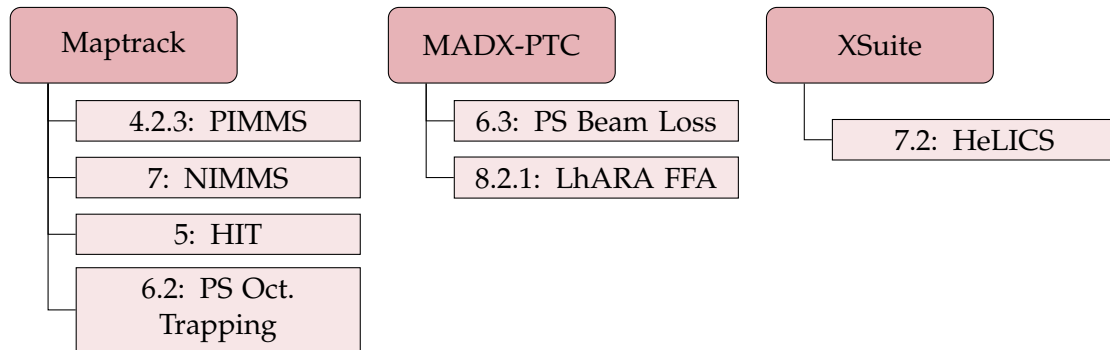 Maptrack
4.2.3: PIMMS
7: NIMMS
5: HIT
6.2: PS Oct.
Trapping
MADX-PTC
6.3: PS Beam Loss
8.2.1: LhARA FFA
XSuite
7.2: HeLICS